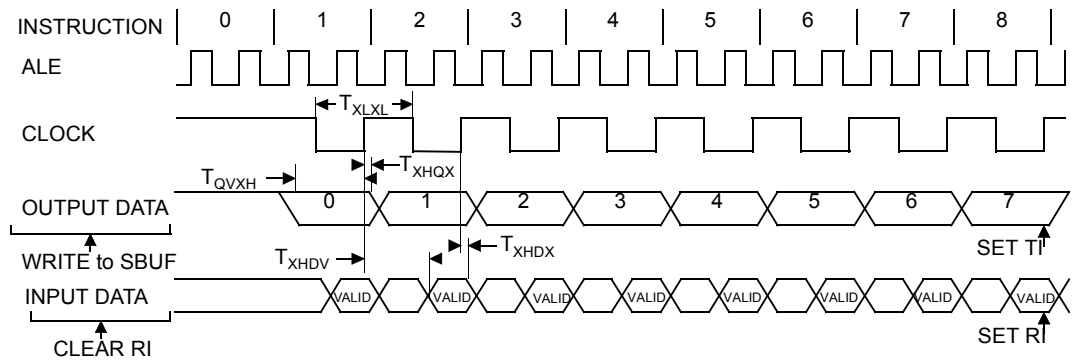 INSTRUCTION 0 1 2 3 4 5 6 7 8
ALE
TXLXL
CLOCK
TXHQX
TQVXH
OUTPUT DATA 0 1 2 3 4 5 6 7
WRITE to SBUF
SET TI
TXHDV
TXHDX
INPUT DATA VALID VALID VALID VALID VALID VALID VALID VALID
SET RI
CLEAR RI